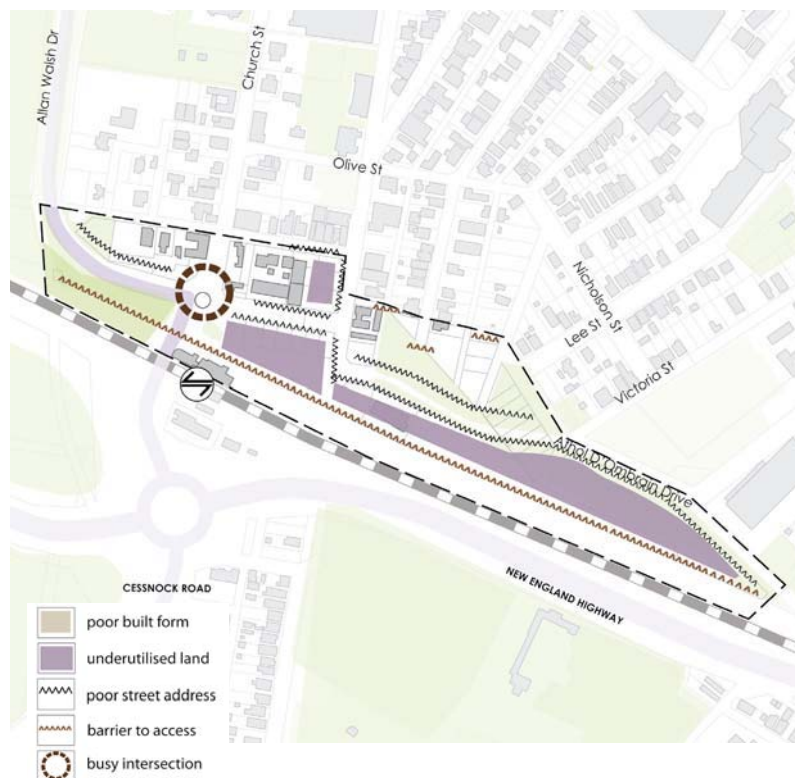 Allan Walsh Dr
Church St
Olive St
Nicholson St
Lee St
Victoria St
Athol D'Ombrain Drive
NEW ENGLAND HIGHWAY
CESSNOCK ROAD
poor built form
underutilised land
poor street address
barrier to access
busy intersection